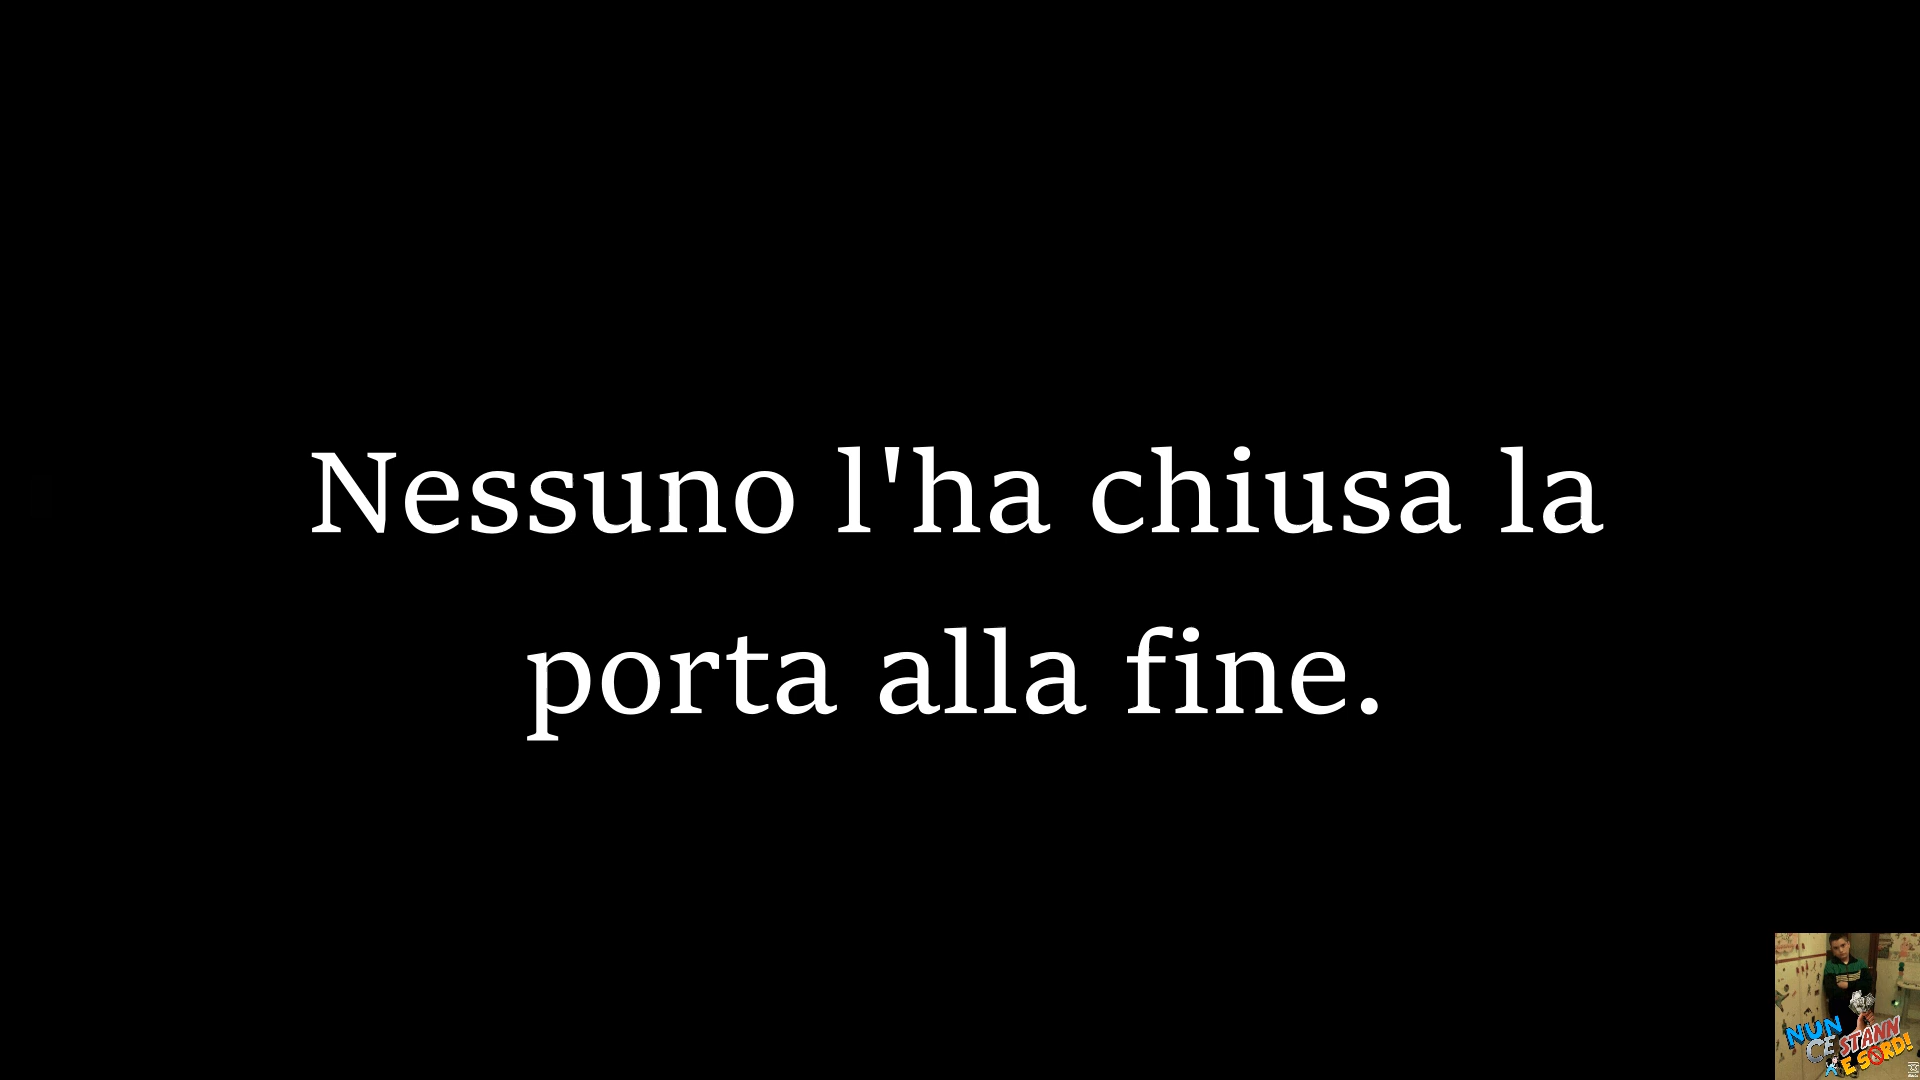 Nessuno l'ha chiusa la
porta alla fine.
NUN
CE STANN
E SORD!